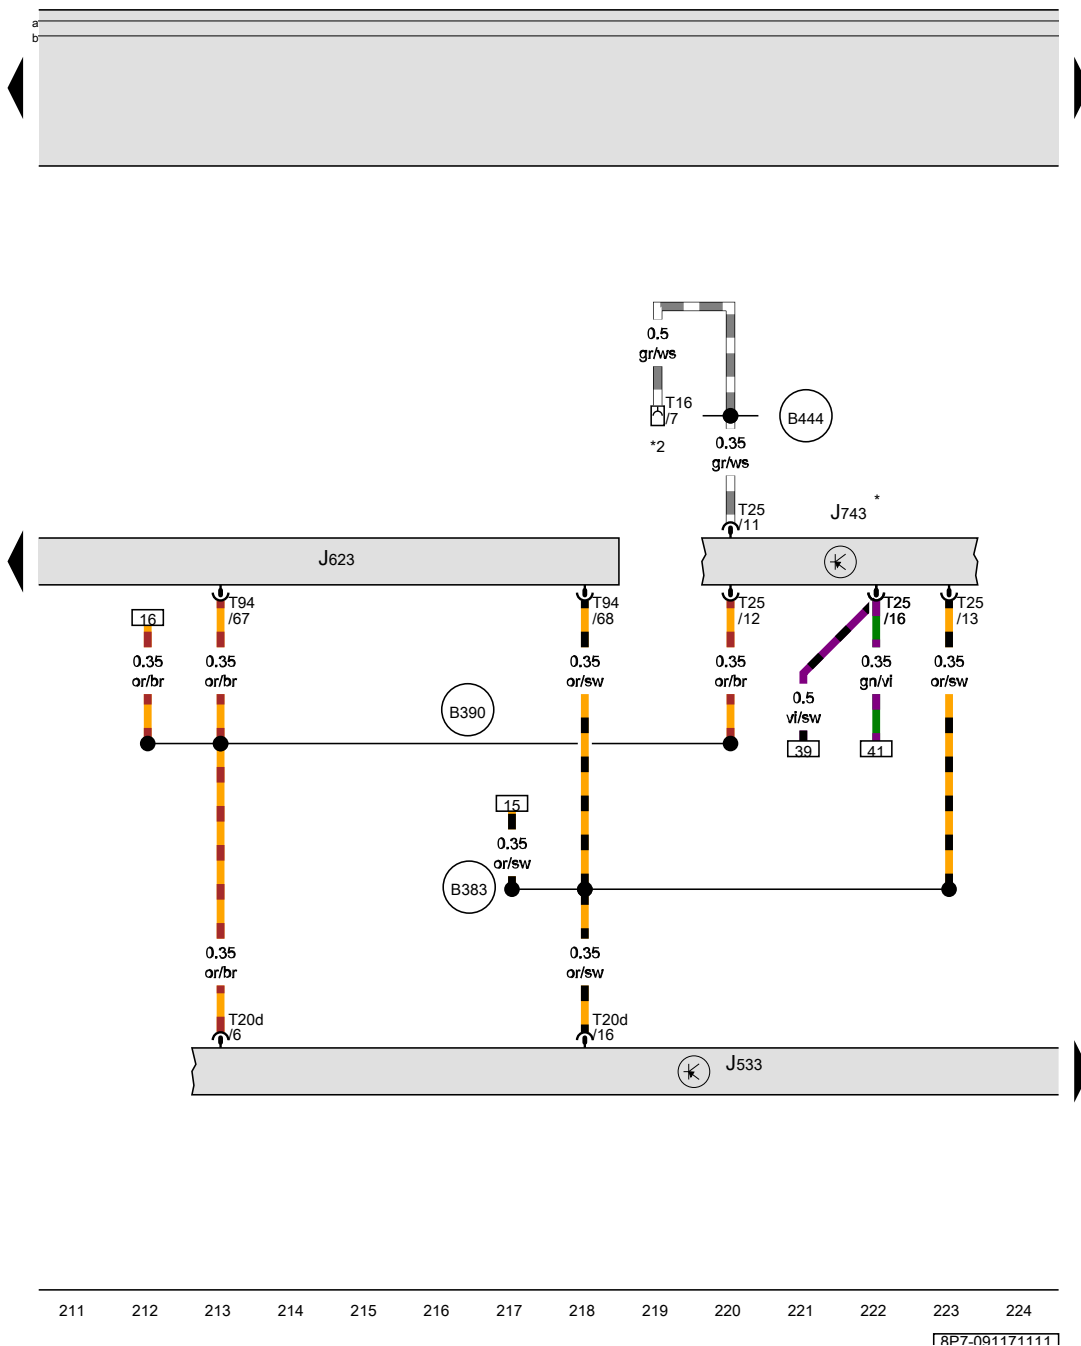 a
b
0.5
gr/ws
T16
/7
*2
B444
0.35
gr/ws
T25
/11
J743 *
J623
T94
/67
T94
/68
T25
/12
T25
/16
T25
/13
16
0.35
or/br
0.35
or/br
0.35
or/sw
0.35
or/br
0.35
gn/vi
0.35
or/sw
0.5
vi/sw
B390
39
41
15
0.35
or/sw
B383
0.35
or/br
0.35
or/sw
T20d
/6
T20d
/16
J533
211 212 213 214 215 216 217 218 219 220 221 222 223 224
8P7-091171111